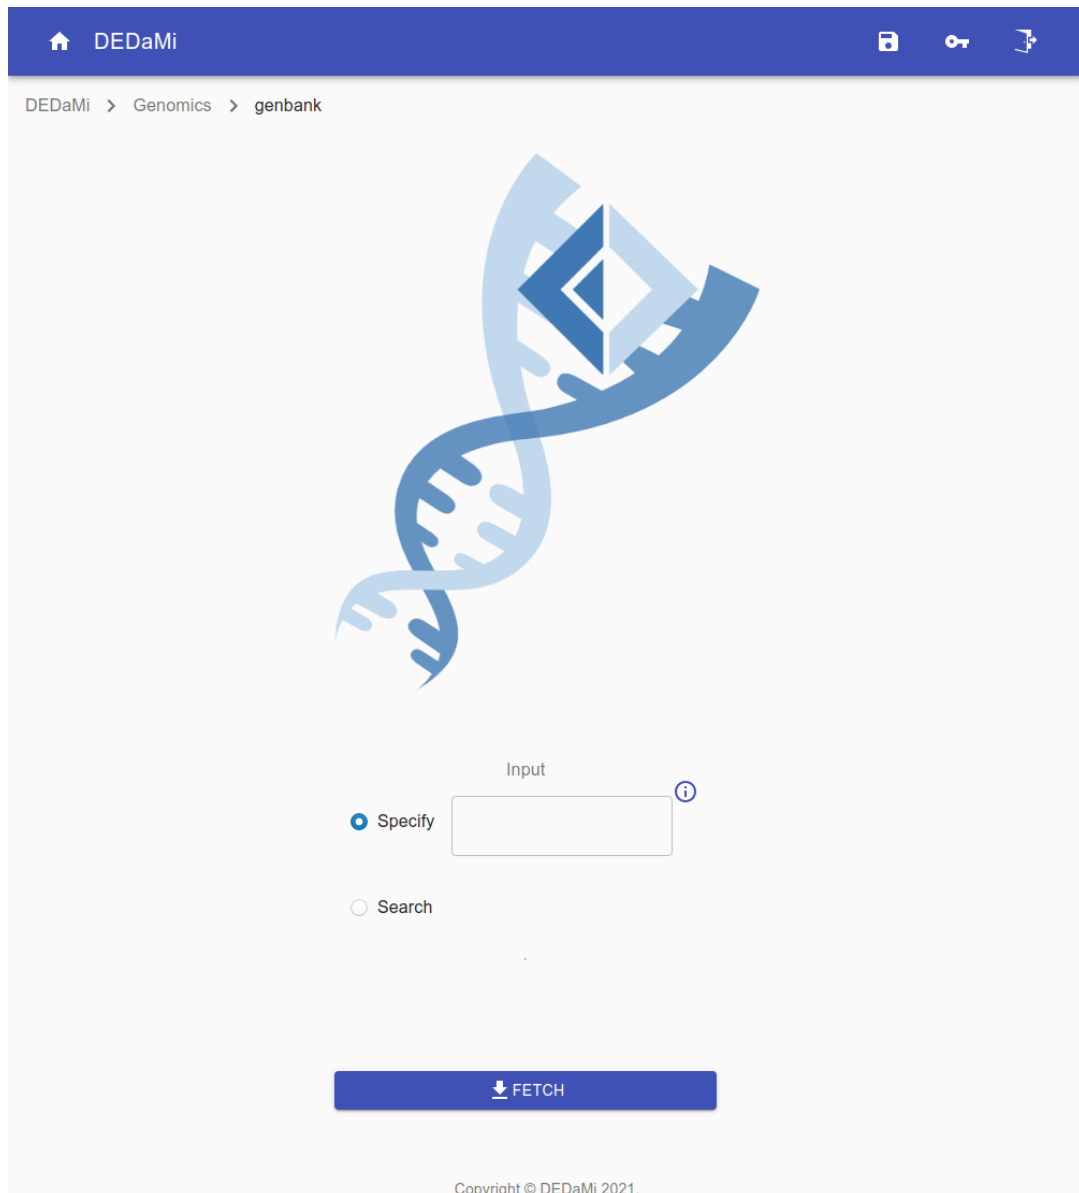 DEDaMi
DEDaMi > Genomics > genbank
Input
Specify
Search
FETCH
Copyright © DEDaMi 2021.